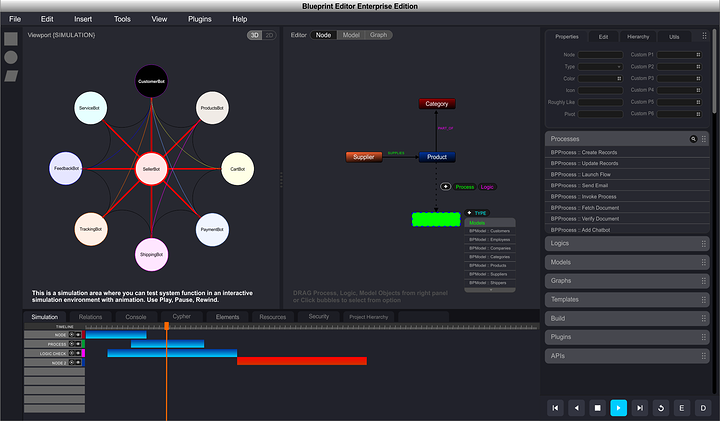 Blueprint Editor Enterprise Edition
File Edit Insert Tools View Plugins Help
Viewport {SIMULATION} 3D 2D
CustomerBot
ServiceBot
ProductsBot
FeedbackBot
SellerBot
CartBot
TrackingBot
PaymentBot
ShippingBot
This is a simulation area where you can test system function in an interactive
simulation environment with animation. Use Play, Pause, Rewind.
Editor Node Model Graph
Category
PART_OF
Supplier
SUPPLIES
Product
Process Logic
TYPE
Models
BPModel :: Customers
BPModel :: Employees
BPModel :: Companies
BPModel :: Categories
BPModel :: Products
BPModel :: Suppliers
BPModel :: Shippers
DRAG Process, Logic, Model Objects from right panel
or Click bubbles to select from option
Properties Edit Hierarchy Utils
Node Custom P1
Type Custom P2
Color Custom P3
Icon Custom P4
Roughly Like Custom P5
Pivot Custom P6
Processes
BPProcess :: Create Records
BPProcess :: Update Records
BPProcess :: Launch Flow
BPProcess :: Send Email
BPProcess :: Invoke Process
BPProcess :: Fetch Document
BPProcess :: Verify Document
BPProcess :: Add Chatbot
Logics
Models
Graphs
Templates
Build
Plugins
APIs
Simulation Relations Console Cypher Elements Resources Security Project Hierarchy
TIMELINE
NODE
PROCESS
LOGIC CHECK
NODE 2
E D